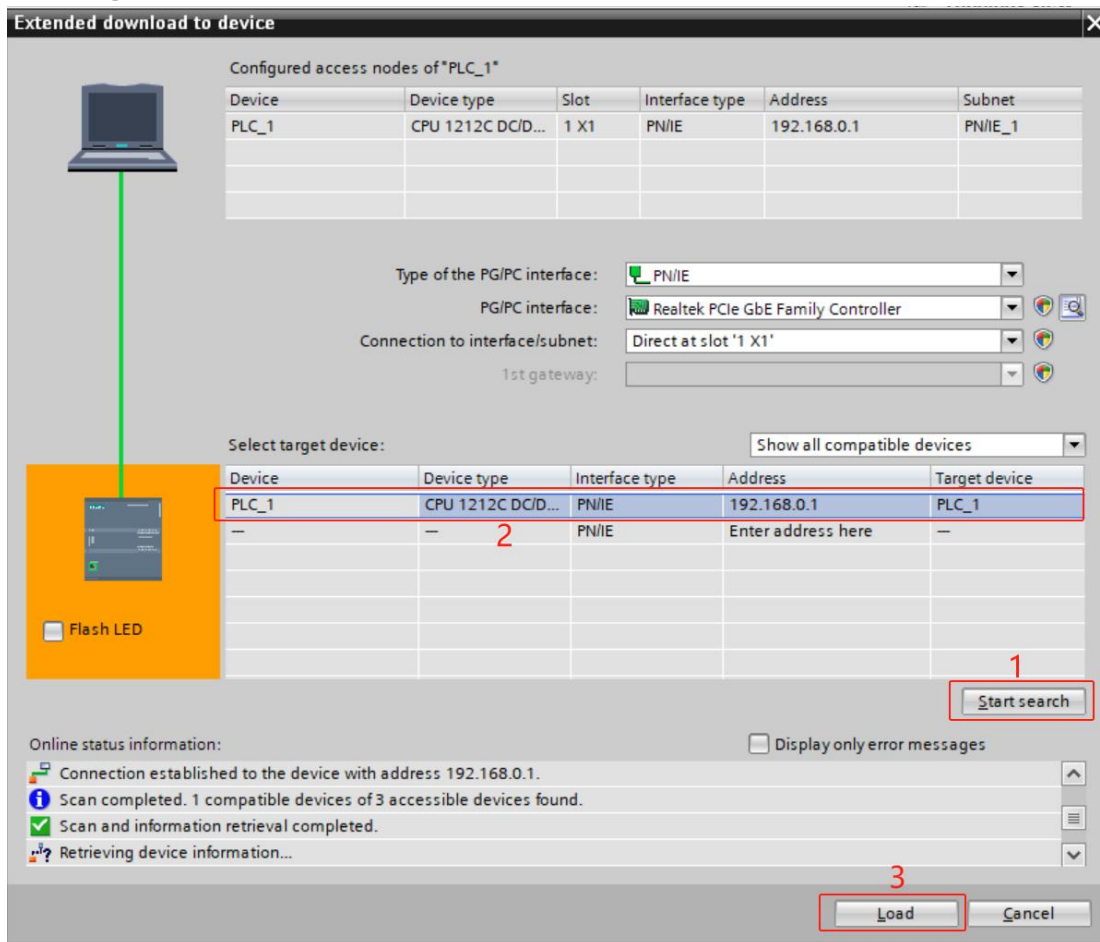 Extended download to device
Configured access nodes of "PLC_1"
Device Device type Slot Interface type Address Subnet
PLC_1 CPU 1212C DC/D... 1 X1 PN/IE 192.168.0.1 PN/IE_1
Type of the PG/PC interface: PN/IE
PG/PC interface: Realtek PCIe GbE Family Controller
Connection to interface/subnet: Direct at slot '1 X1'
1st gateway:
Select target device: Show all compatible devices
Device Device type Interface type Address Target device
PLC_1 CPU 1212C DC/D... PN/IE 192.168.0.1 PLC_1
— — PN/IE Enter address here —
2
Flash LED
1
Start search
Online status information: Display only error messages
Connection established to the device with address 192.168.0.1.
Scan completed. 1 compatible devices of 3 accessible devices found.
Scan and information retrieval completed.
Retrieving device information...
3
Load Cancel